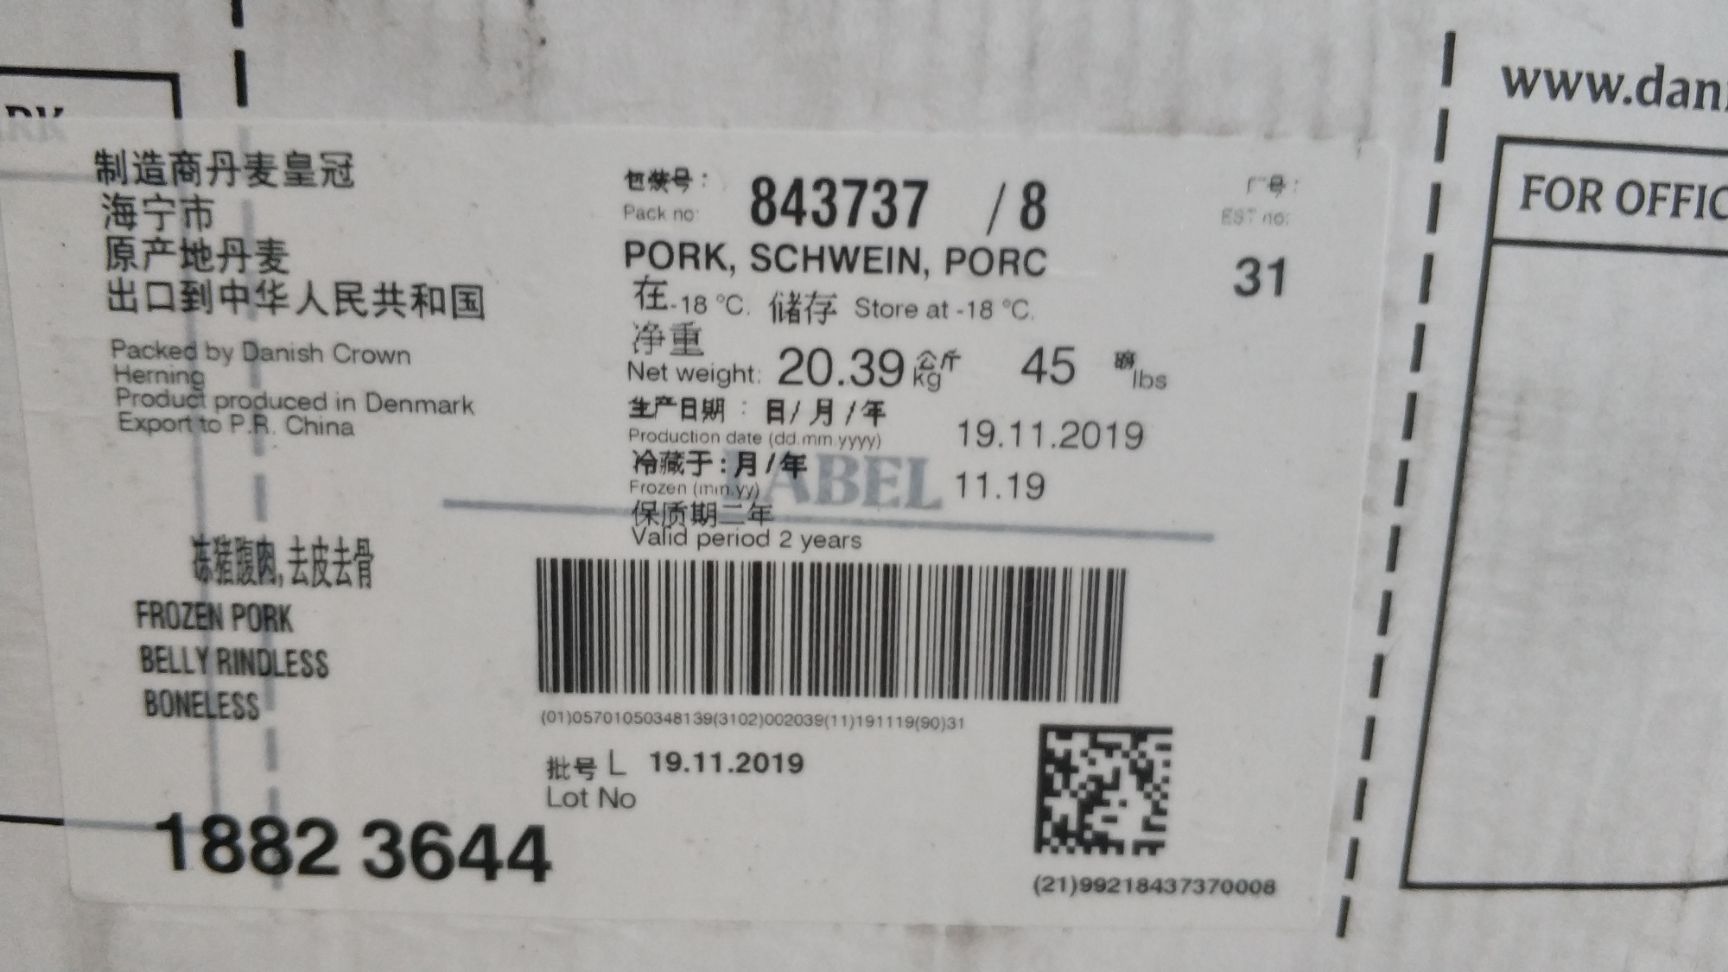 制造商丹麦皇冠
海宁市
原产地丹麦
出口到中华人民共和国
Packed by Danish Crown
Herning
Product produced in Denmark
Export to P.R. China
冻猪腹肉,去皮去骨
FROZEN PORK
BELLY RINDLESS
BONELESS
1882 3644
包装号:
Pack no: 843737 / 8
PORK, SCHWEIN, PORC
在-18 °C. 储存 Store at -18 °C.
净重
Net weight: 20.39 公斤 kg 45 磅 lbs
生产日期 : 日/ 月 / 年
Production date (dd.mm.yyyy) 19.11.2019
冷藏于 : 月 / 年
Frozen (mm.yy) 11.19
LABEL
保质期二年
Valid period 2 years
(01)05701050348139(3102)002039(11)191119(90)31
批号 L 19.11.2019
Lot No
厂号:
EST no:
31
(21)99218437370008
www.dan
FOR OFFIC